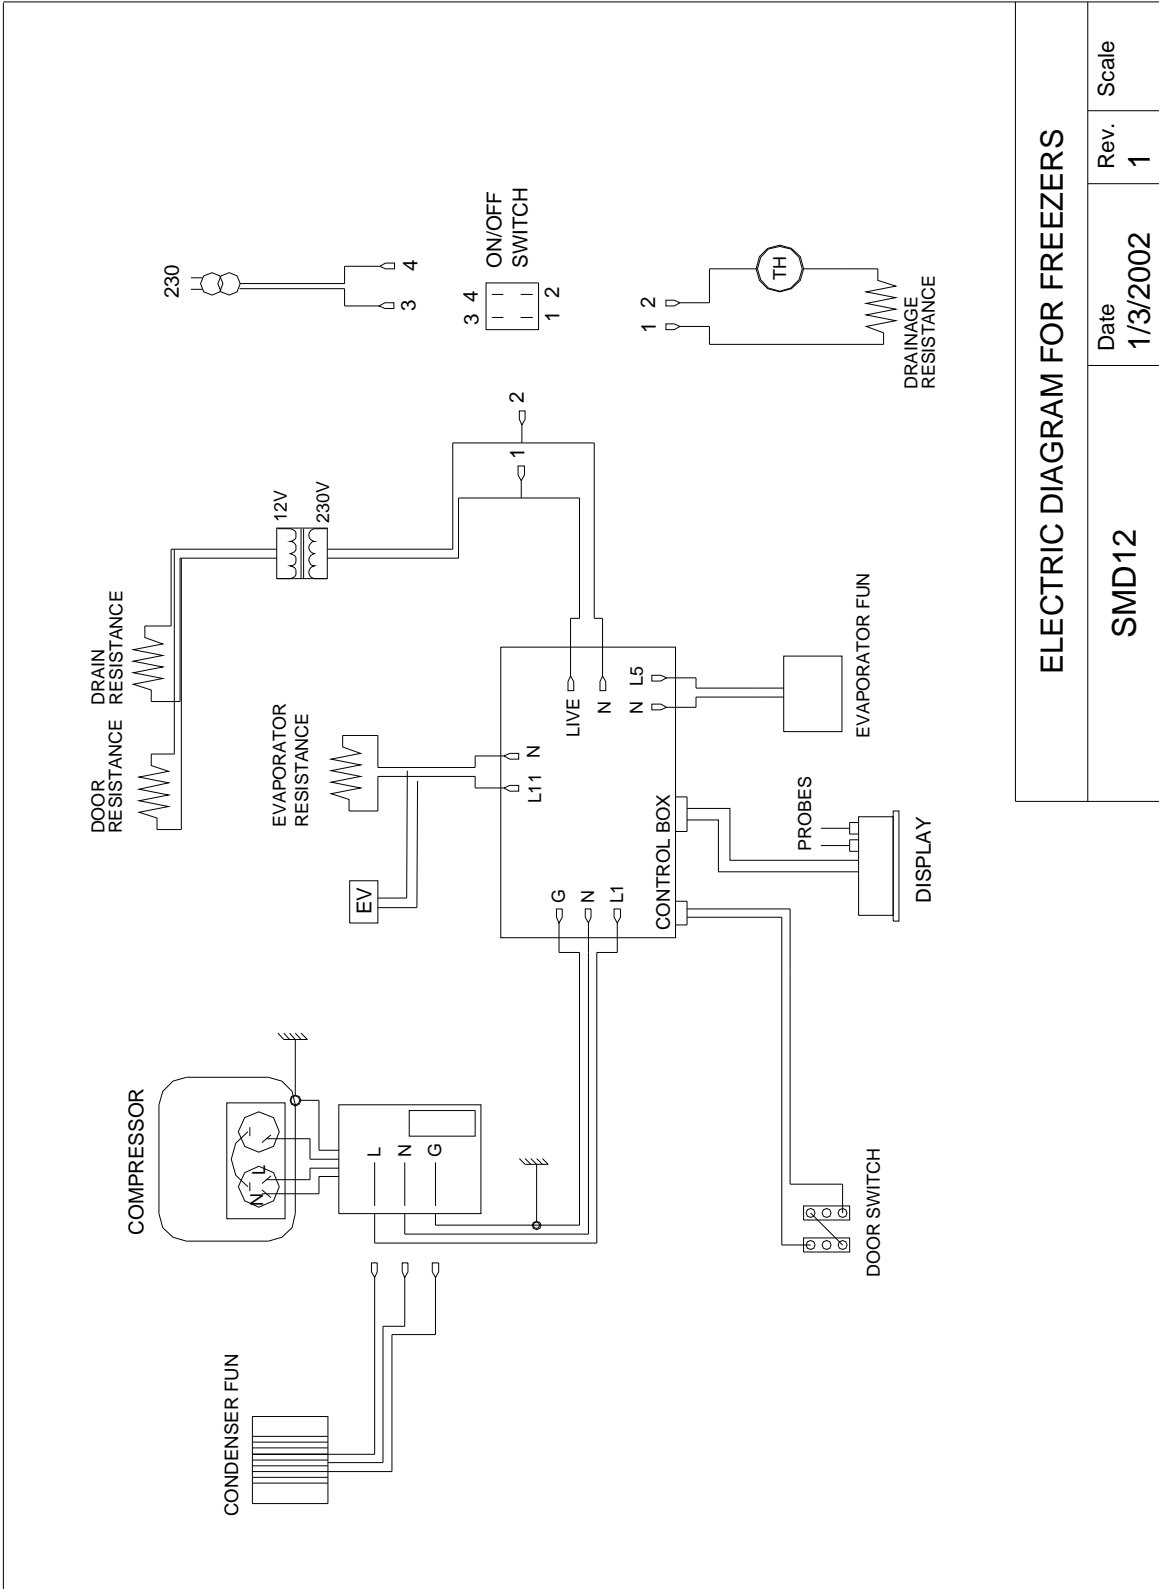 CONDENSER FUN
COMPRESSOR
N L
L
N
G
DOOR
RESISTANCE
DRAIN
RESISTANCE
EVAPORATOR
RESISTANCE
EV
12V
230V
230
3
4
1
2
3 4
1 2
ON/OFF
SWITCH
L11
N
G
N
L1
LIVE
N
N
L5
CONTROL BOX
1
2
TH
DRAINAGE
RESISTANCE
EVAPORATOR FUN
PROBES
DISPLAY
DOOR SWITCH
ELECTRIC DIAGRAM FOR FREEZERS
SMD12
Date
1/3/2002
Rev.
1
Scale